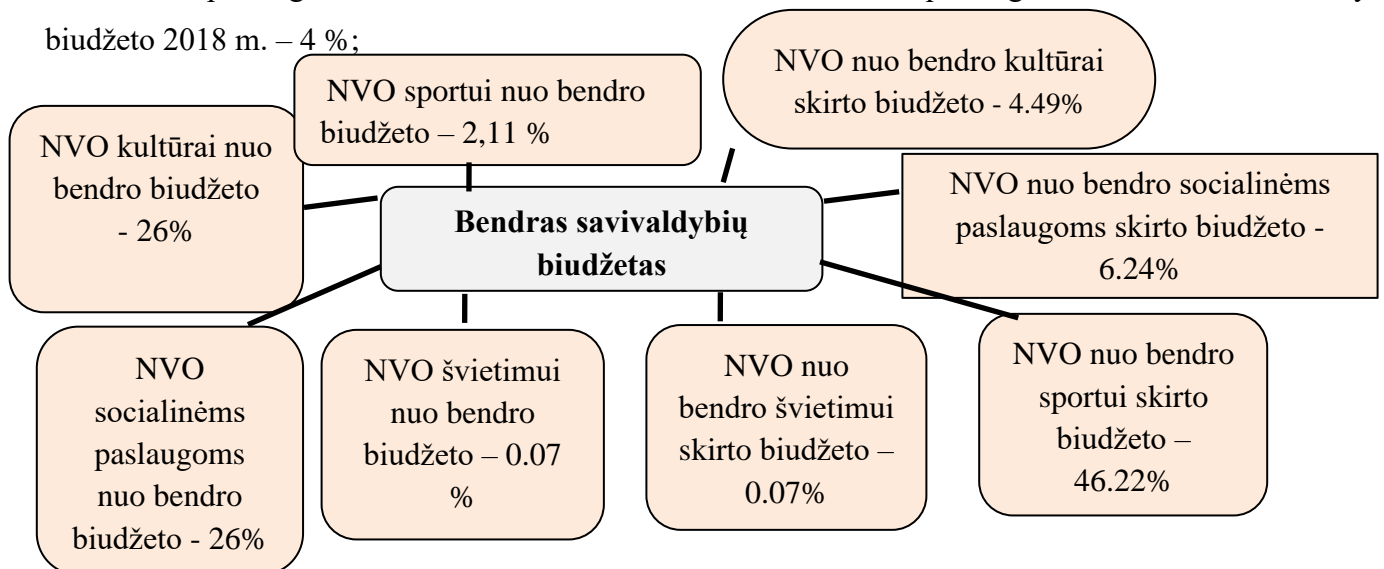 biudžeto 2018 m. – 4 %;
NVO sportui nuo bendro
biudžeto – 2,11 %
NVO nuo bendro kultūrai
skirto biudžeto - 4.49%
NVO kultūrai nuo
bendro biudžeto
- 26%
Bendras savivaldybių
biudžetas
NVO nuo bendro socialinėms
paslaugoms skirto biudžeto -
6.24%
NVO
socialinėms
paslaugoms
nuo bendro
biudžeto - 26%
NVO švietimui
nuo bendro
biudžeto – 0.07
%
NVO nuo
bendro švietimui
skirto biudžeto –
0.07%
NVO nuo bendro
sportui skirto
biudžeto –
46.22%